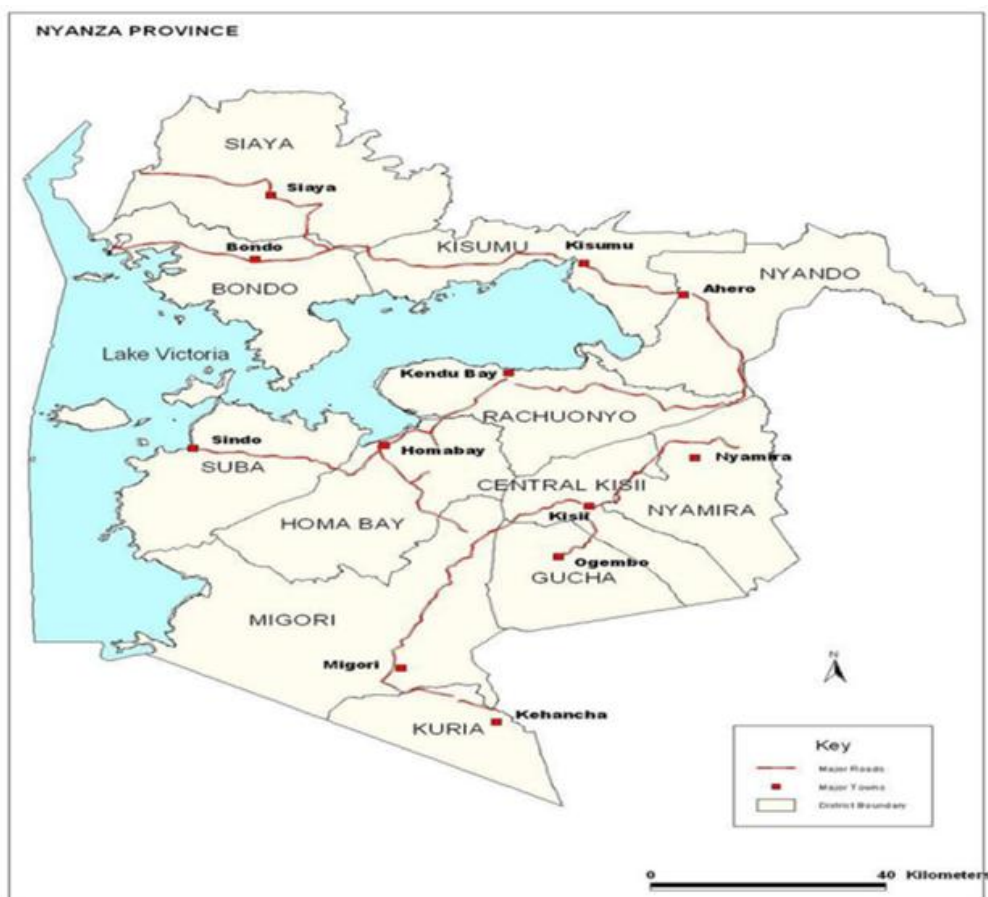 NYANZA PROVINCE
SIAYA
Siaya
KISUMU
Kisumu
Bondo
NYANDO
BONDO
Ahero
Lake Victoria
Kendu Bay
RACHUONYO
Sindo
Homabay
SUBA
Nyamira
CENTRAL KISII
NYAMIRA
HOMA BAY
Kisii
Ogembo
GUCHA
MIGORI
Migori
N
Kehancha
KURIA
Key
Major Roads
Major Towns
District Boundary
0 40 Kilometers